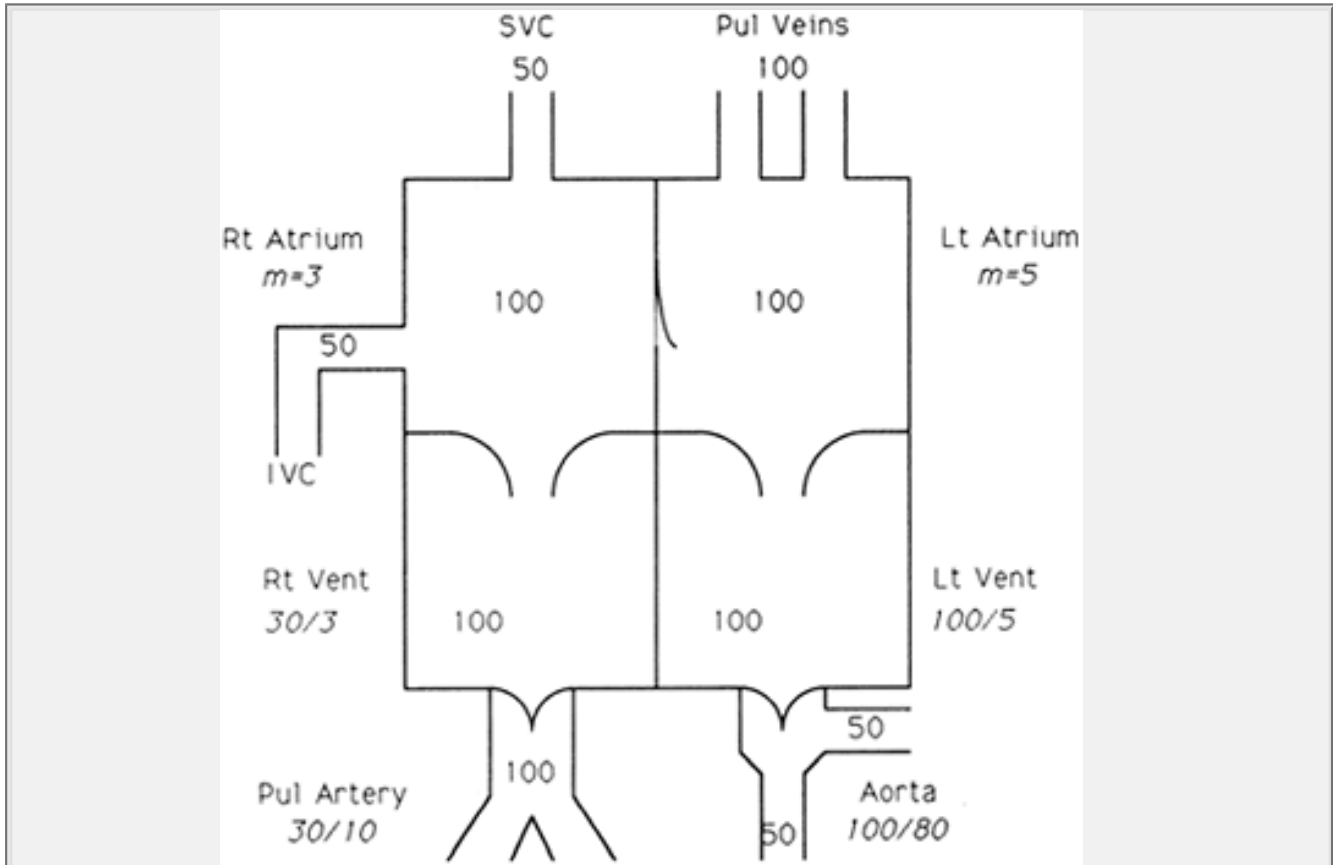 SVC
50
Pul Veins
100
Rt Atrium
m=3
100
100
Lt Atrium
m=5
50
IVC
Rt Vent
30/3
100
100
Lt Vent
100/5
50
100
Pul Artery
30/10
50
Aorta
100/80